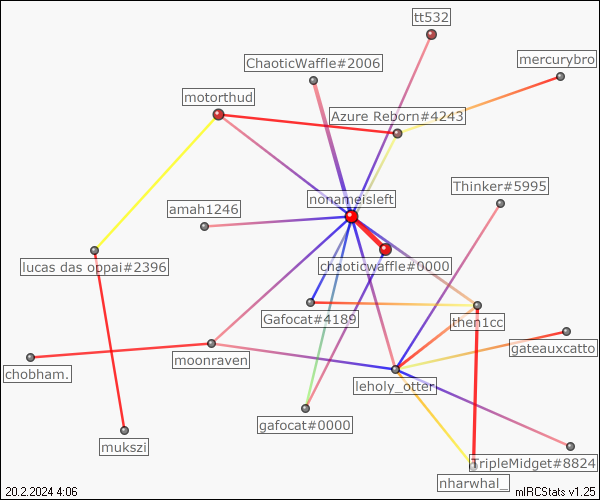 tt532
ChaoticWaffle#2006
mercurybro
motorthud
Azure Reborn#4243
Thinker#5995
nonameisleft
amah1246
lucas das oppai#2396
chaoticwaffle#0000
Gafocat#4189
then1cc
gateauxcatto
chobham.
moonraven
leholy_otter
gafocat#0000
mukszi
TripleMidget#8824
nharwhal_
20.2.2024 4:06
mIRCStats v1.25